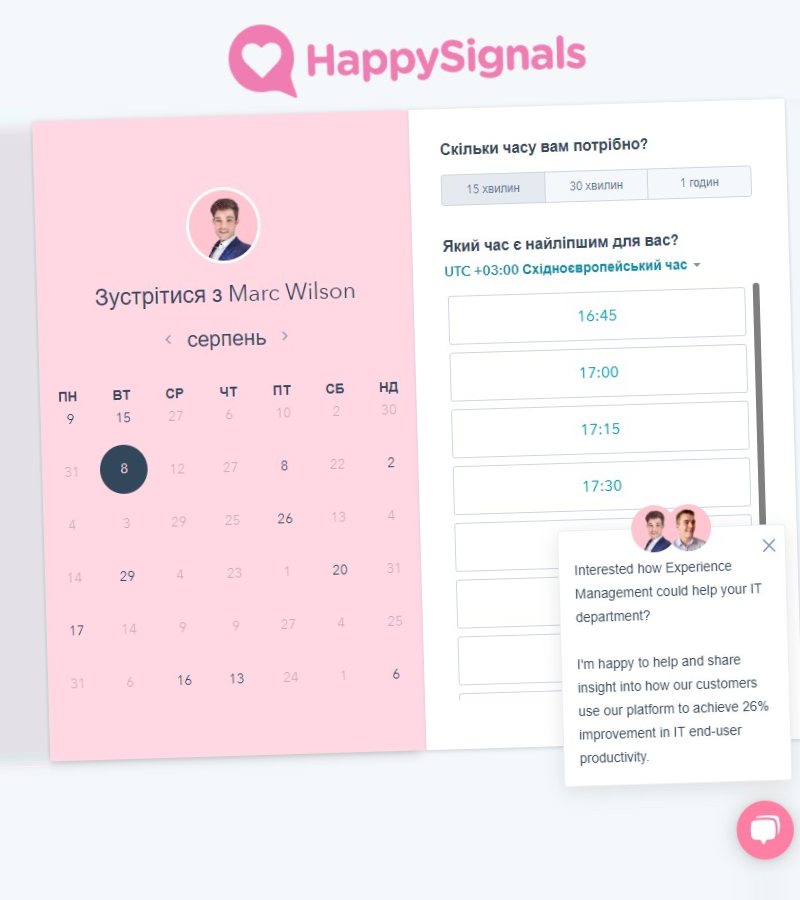 HappySignals
Зустрітися з Marc Wilson
серпень
ПН ВТ СР ЧТ ПТ СБ НД
9 15 27 6 10 2 30
31 8 12 27 8 22 2
4 3 29 25 26 13 4
14 29 4 23 1 20 31
17 14 9 9 27 4 25
31 6 16 13 24 1 6
Скільки часу вам потрібно?
15 хвилин 30 хвилин 1 годин
Який час є найліпшим для вас?
UTC +03:00 Східноєвропейський час
16:45
17:00
17:15
17:30
Interested how Experience
Management could help your IT
department?
I'm happy to help and share
insight into how our customers
use our platform to achieve 26%
improvement in IT end-user
productivity.